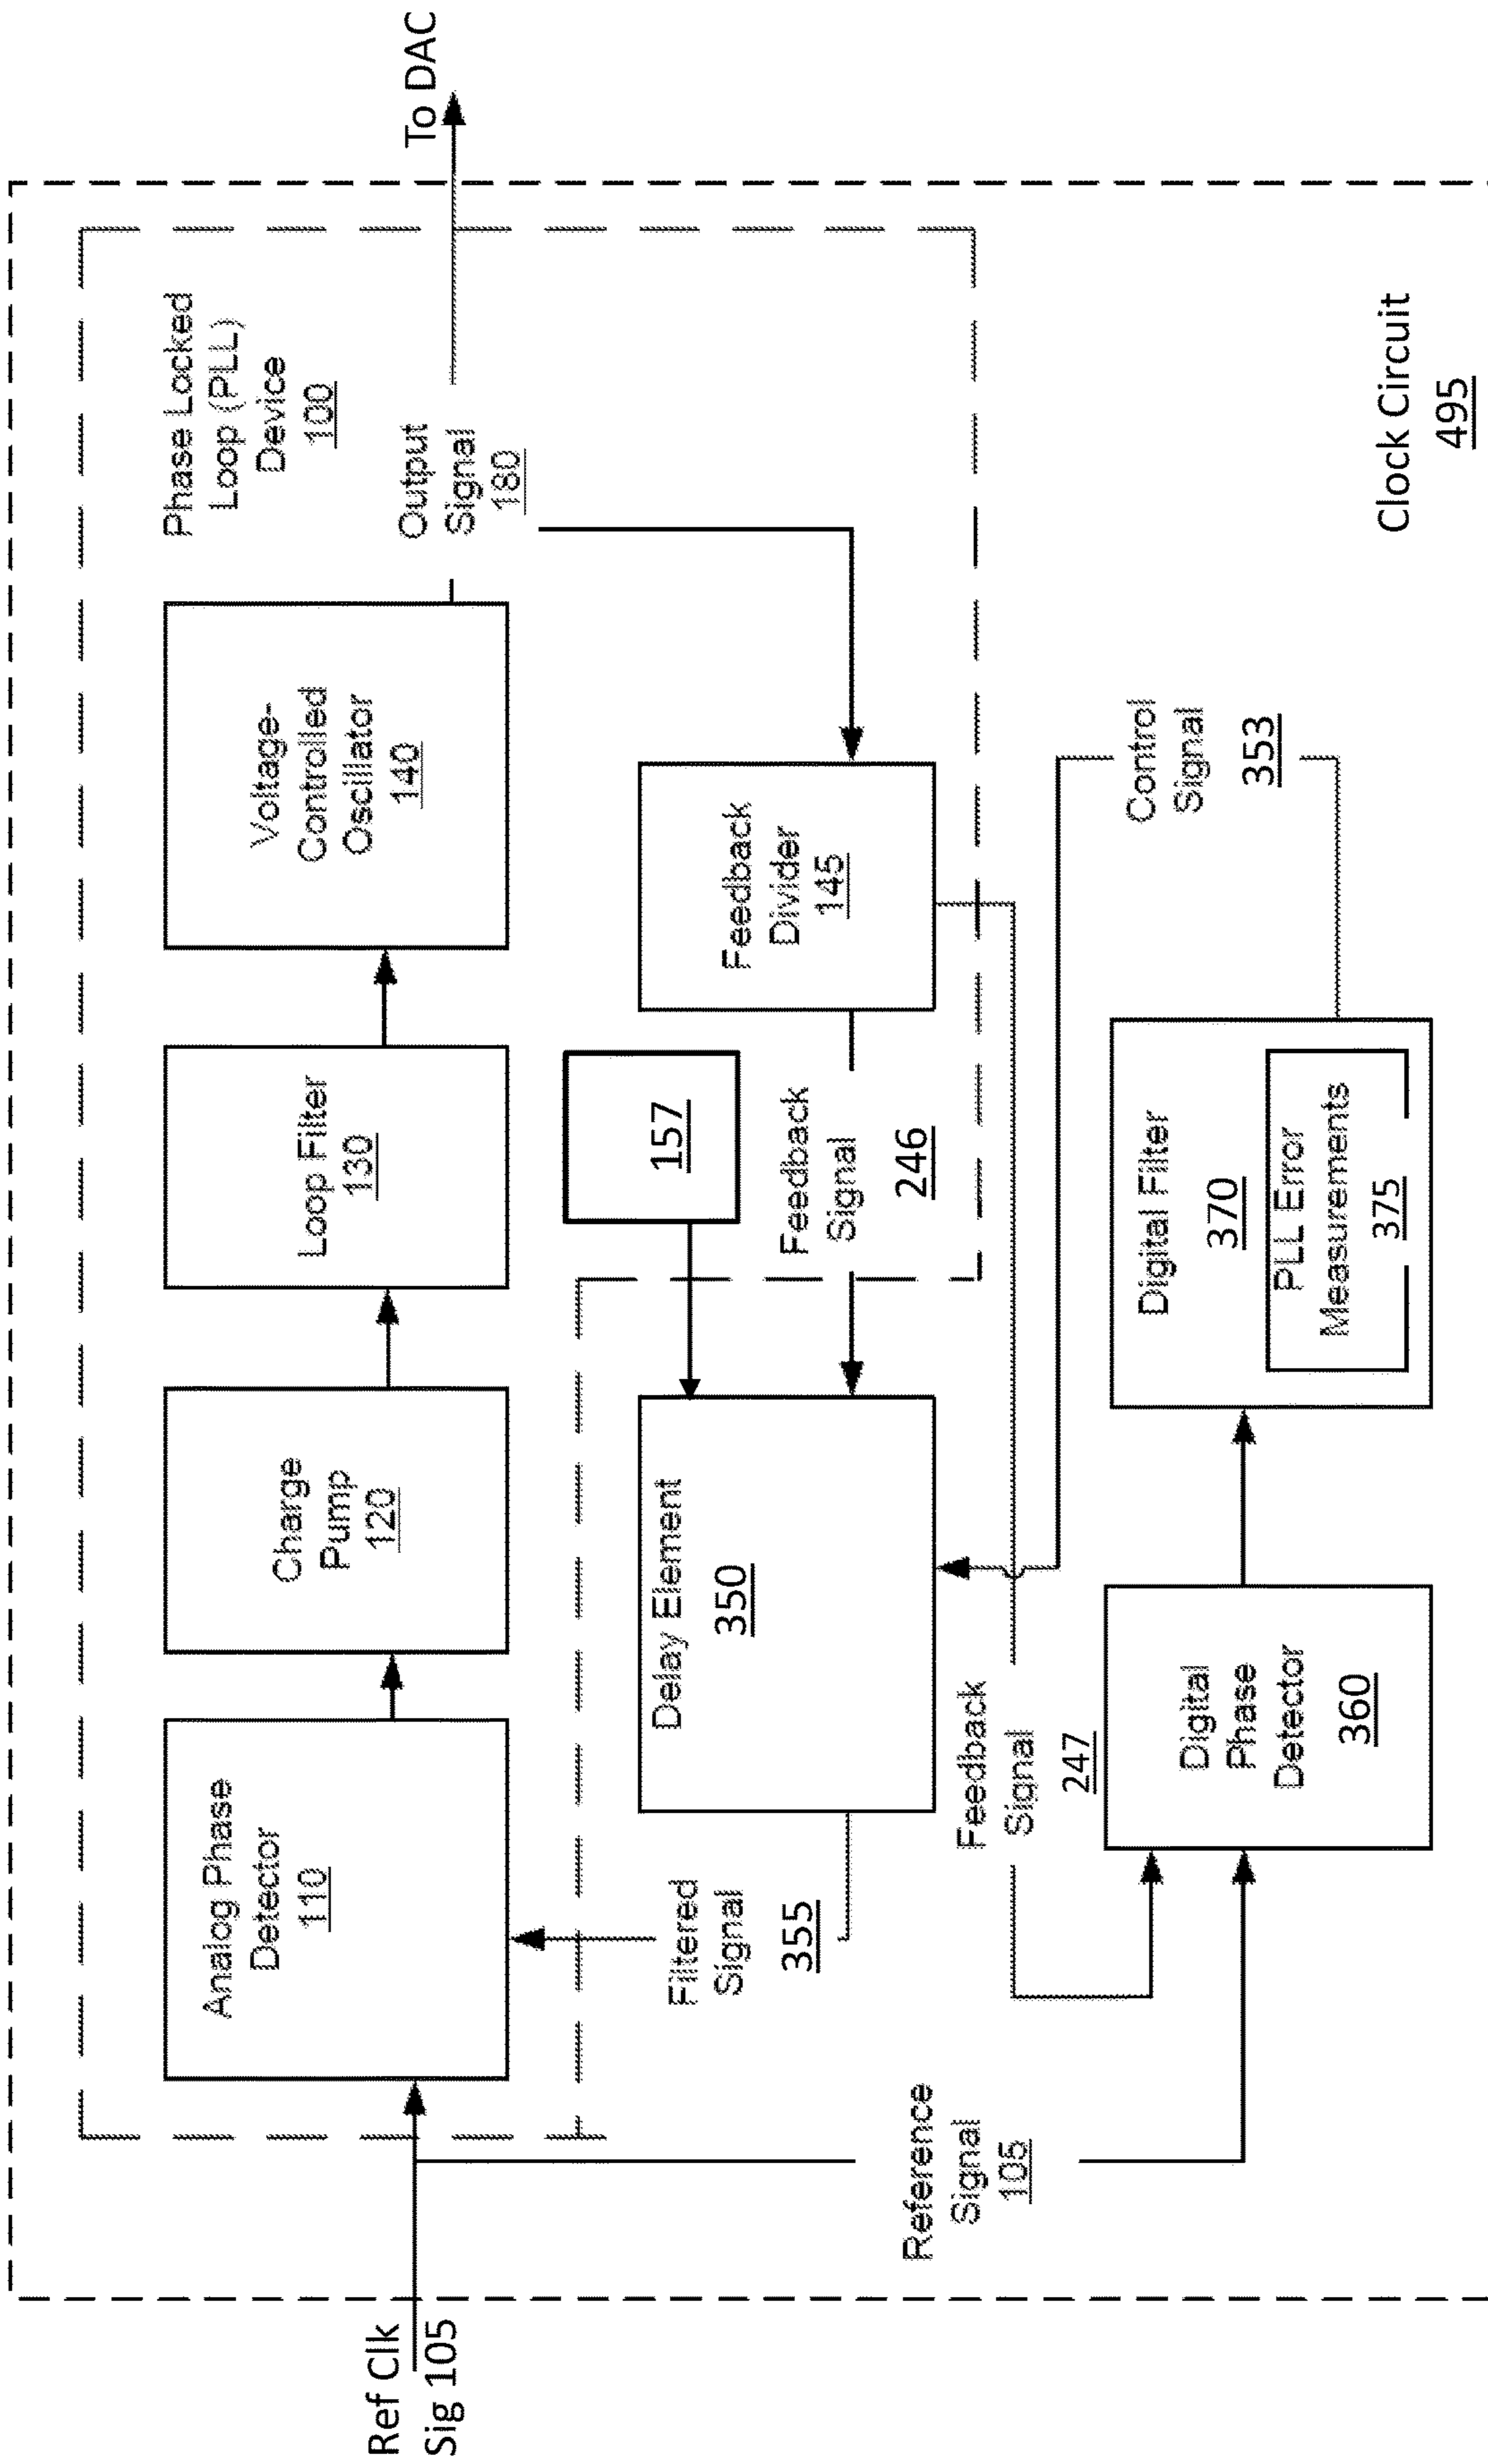 Ref Clk
Sig 105
Analog Phase
Detector
110
Charge
Pump
120
Loop Filter
130
Voltage-
Controlled
Oscillator
140
Phase Locked
Loop (PLL)
Device
100
Output
Signal
180
To DAC
Filtered
Signal
355
Delay Element
350
157
Feedback
Signal
246
Feedback
Divider
145
Reference
Signal
105
Feedback
Signal
247
Digital
Phase
Detector
360
Digital Filter
370
PLL Error
Measurements
375
Control
Signal
353
Clock Circuit
495